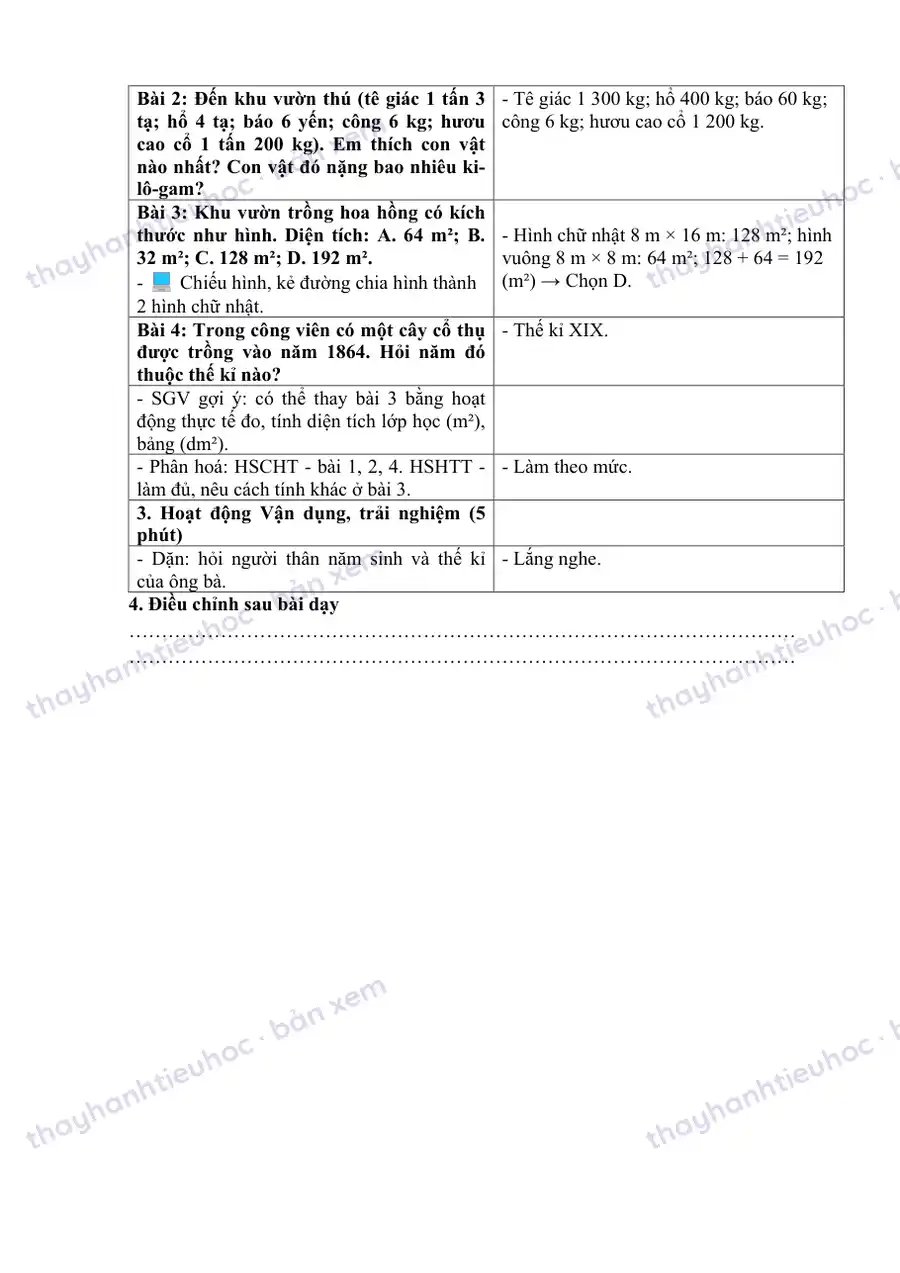 Bài 2: Đến khu vườn thú (tê giác 1 tấn 3
tạ; hổ 4 tạ; báo 6 yến; công 6 kg; hươu
cao cổ 1 tấn 200 kg). Em thích con vật
nào nhất? Con vật đó nặng bao nhiêu ki-
lô-gam?
- Tê giác 1 300 kg; hổ 400 kg; báo 60 kg;
công 6 kg; hươu cao cổ 1 200 kg.
Bài 3: Khu vườn trồng hoa hồng có kích
thước như hình. Diện tích: A. 64 m²; B.
32 m²; C. 128 m²; D. 192 m².
- Chiếu hình, kẻ đường chia hình thành
2 hình chữ nhật.
- Hình chữ nhật 8 m × 16 m: 128 m²; hình
vuông 8 m × 8 m: 64 m²; 128 + 64 = 192
(m²) → Chọn D.
Bài 4: Trong công viên có một cây cổ thụ
được trồng vào năm 1864. Hỏi năm đó
thuộc thế kỉ nào?
- Thế kỉ XIX.
- SGV gợi ý: có thể thay bài 3 bằng hoạt
động thực tế đo, tính diện tích lớp học (m²),
bảng (dm²).
- Phân hoá: HSCHT - bài 1, 2, 4. HSHTT -
làm đủ, nêu cách tính khác ở bài 3.
- Làm theo mức.
3. Hoạt động Vận dụng, trải nghiệm (5
phút)
- Dặn: hỏi người thân năm sinh và thế kỉ
của ông bà.
- Lắng nghe.
4. Điều chỉnh sau bài dạy
thayhanhtieuhoc · bản xem
thayhanhtieuhoc · b
thayhanhtieuhoc · bản xem
thayhanhtieuhoc · b
thayhanhtieuhoc · bản xem
thayhanhtieuhoc · b